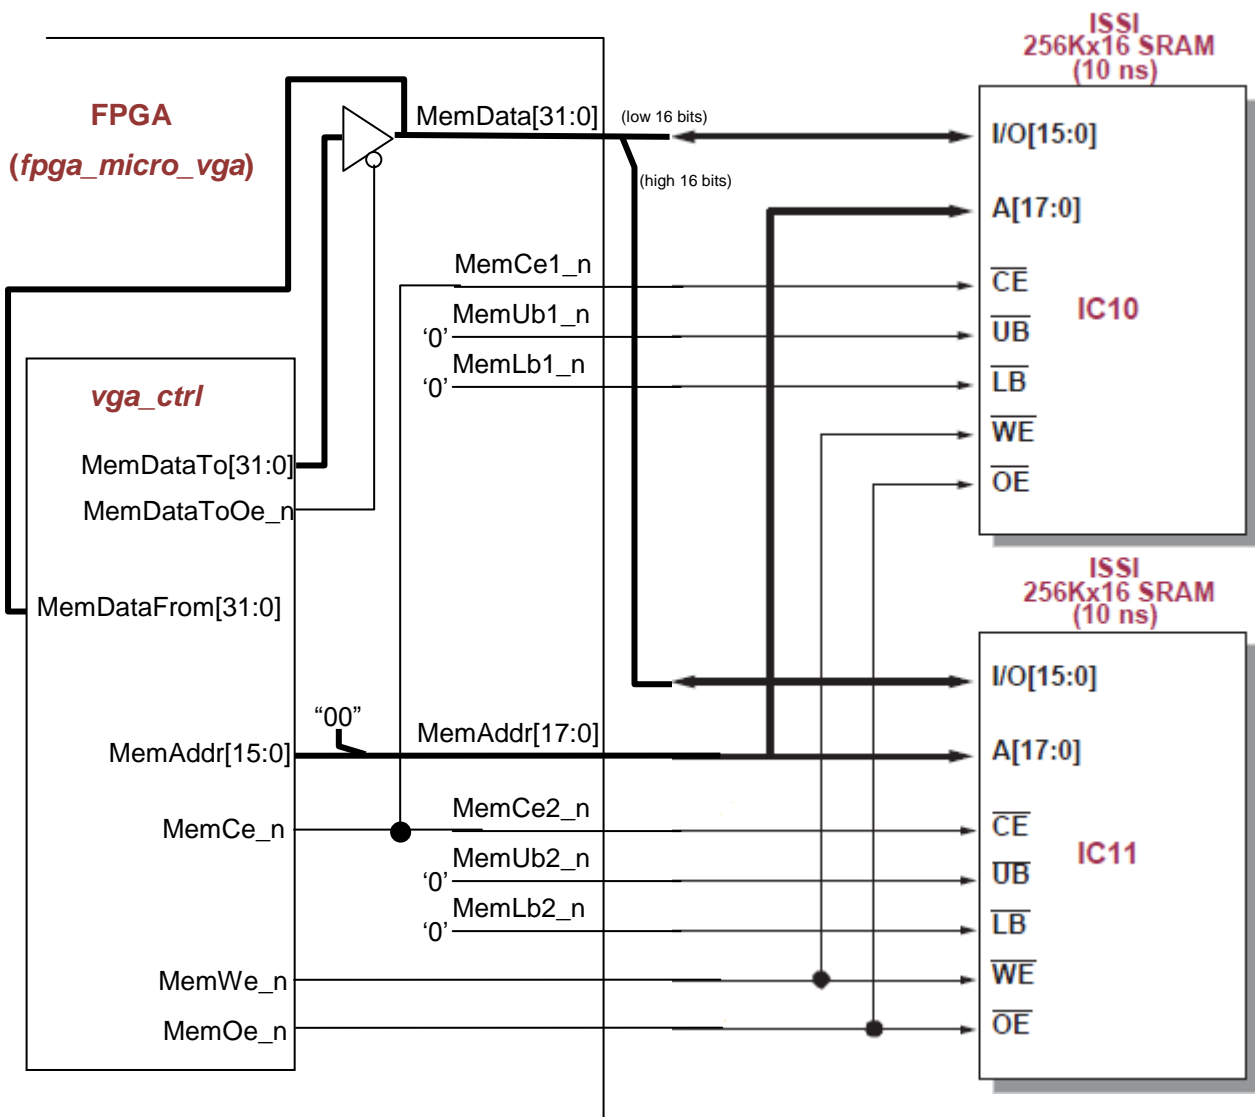 FPGA
(fpga_micro_vga)
MemData[31:0]
(low 16 bits)
(high 16 bits)
MemCe1_n
MemUb1_n
‘0’
MemLb1_n
‘0’
vga_ctrl
MemDataTo[31:0]
MemDataToOe_n
MemDataFrom[31:0]
“00”
MemAddr[15:0]
MemAddr[17:0]
MemCe_n
MemCe2_n
MemUb2_n
‘0’
MemLb2_n
‘0’
MemWe_n
MemOe_n
ISSI
256Kx16 SRAM
(10 ns)
I/O[15:0]
A[17:0]
CE
IC10
UB
LB
WE
OE
ISSI
256Kx16 SRAM
(10 ns)
I/O[15:0]
A[17:0]
CE
IC11
UB
LB
WE
OE